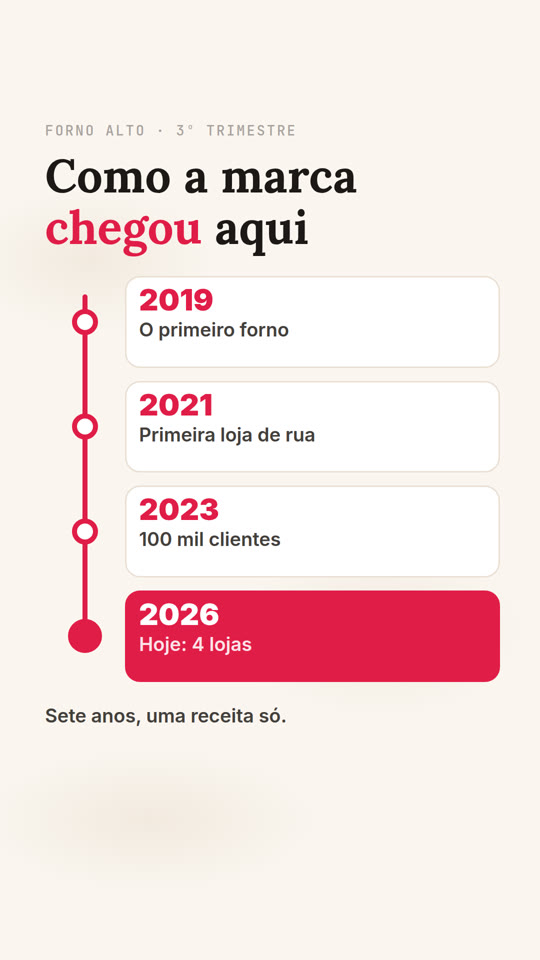 FORNO ALTO · 3° TRIMESTRE
Como a marca
chegou aqui
2019
O primeiro forno
2021
Primeira loja de rua
2023
100 mil clientes
2026
Hoje: 4 lojas
Sete anos, uma receita só.